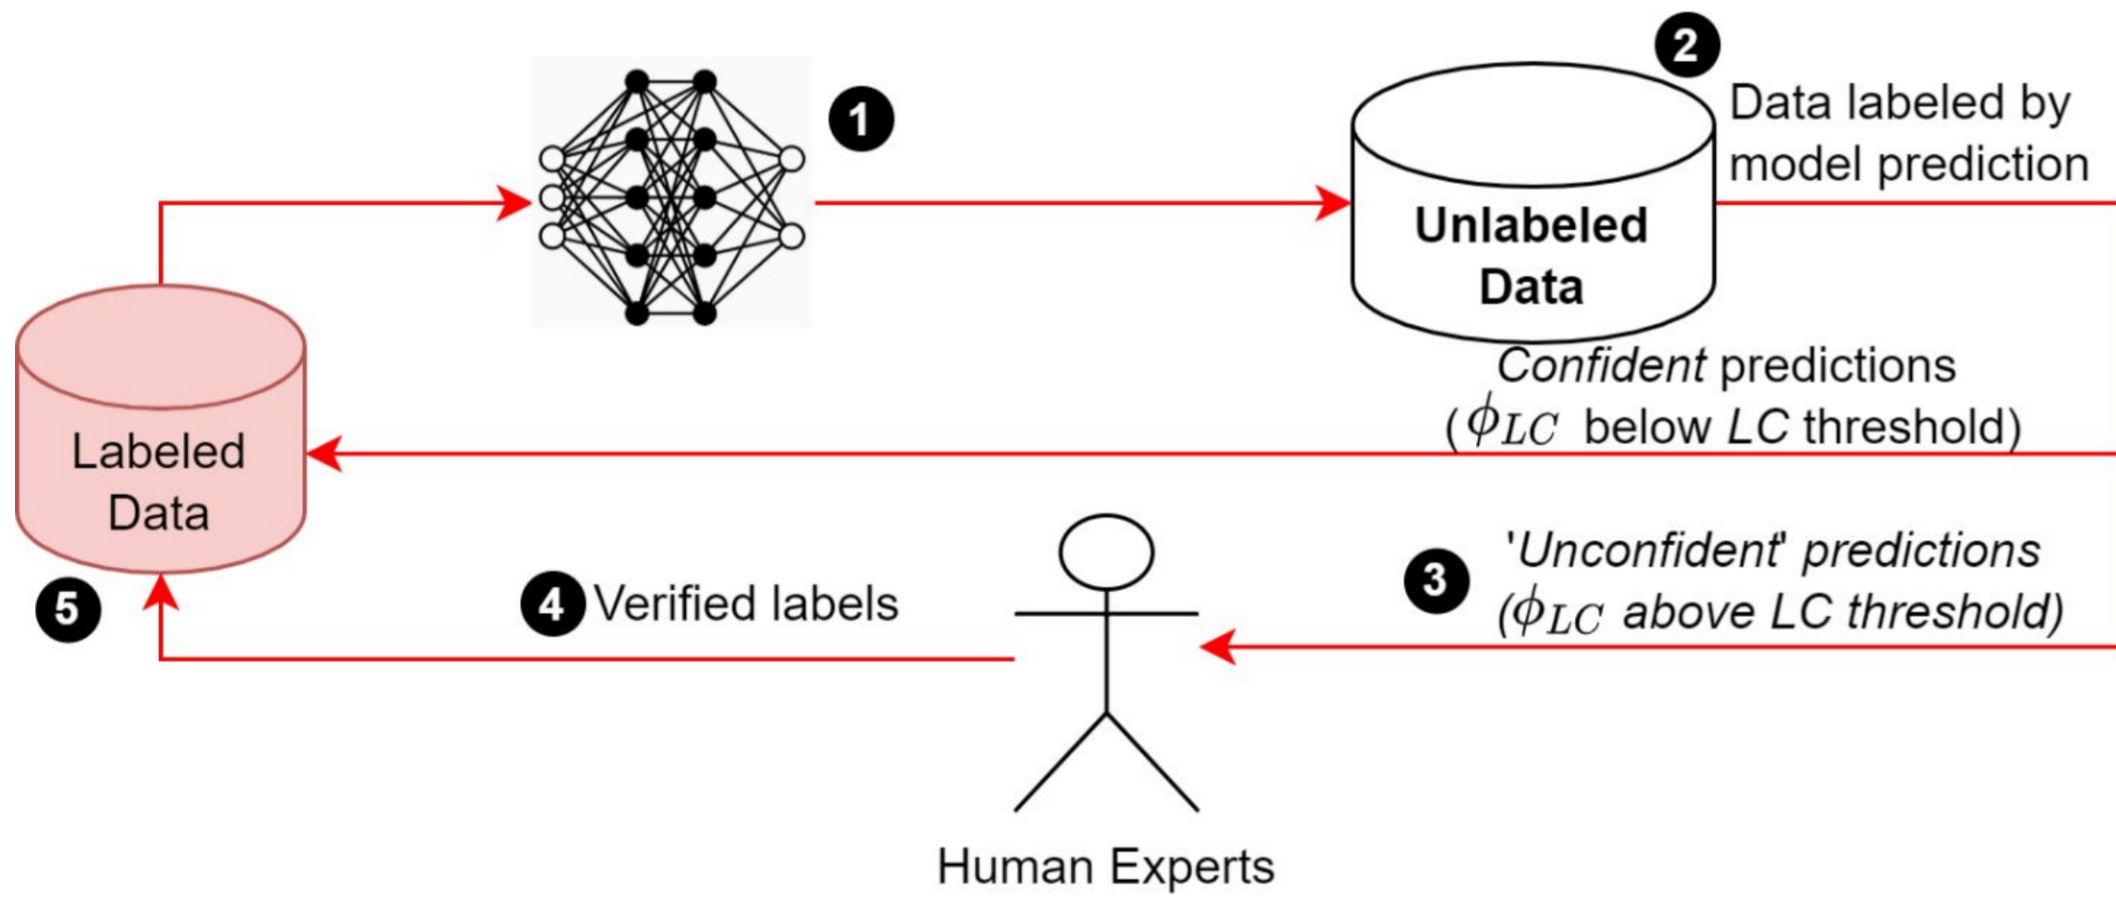 1
2
Data labeled by
model prediction
Unlabeled
Data
Confident predictions
(ϕLC below LC threshold)
Labeled
Data
3
'Unconfident' predictions
(ϕLC above LC threshold)
4 Verified labels
5
Human Experts